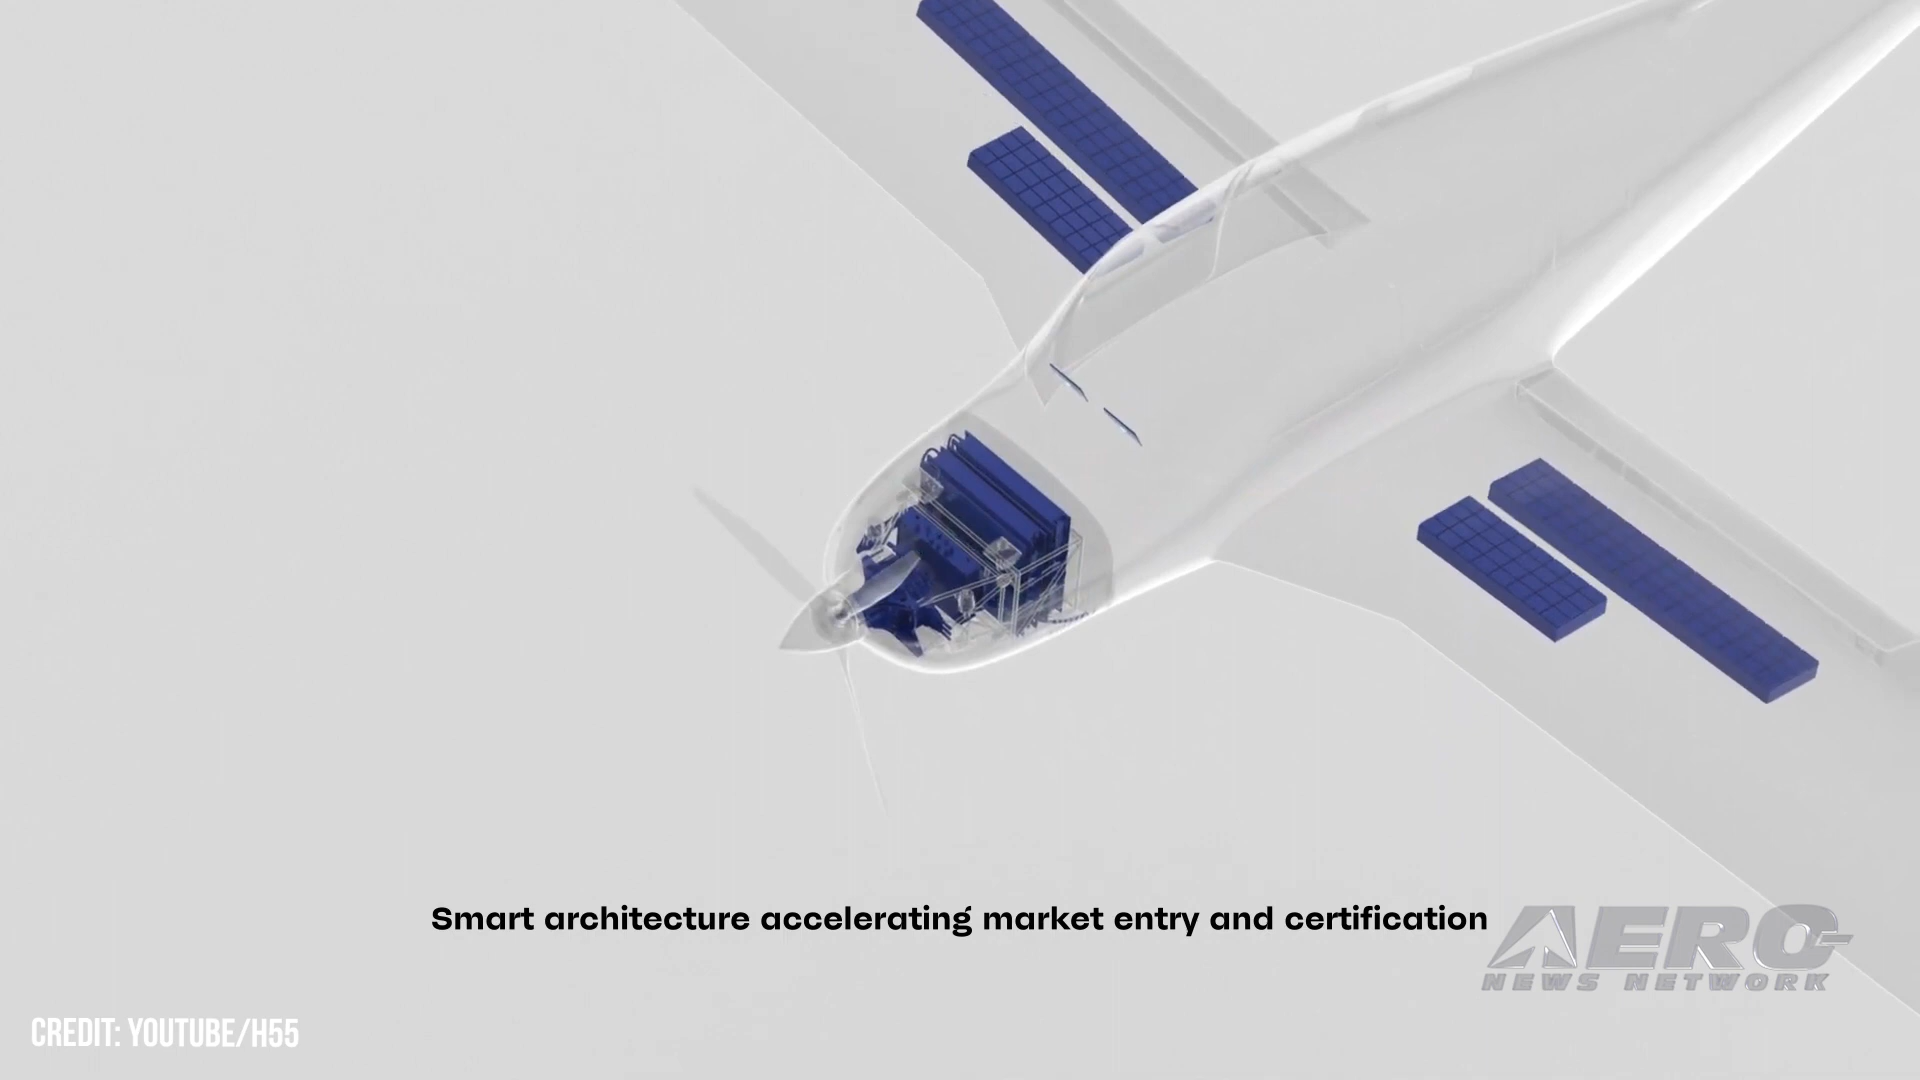 Smart architecture accelerating market entry and certification
AERO-
NEWS NETWORK
CREDIT: YOUTUBE/H55